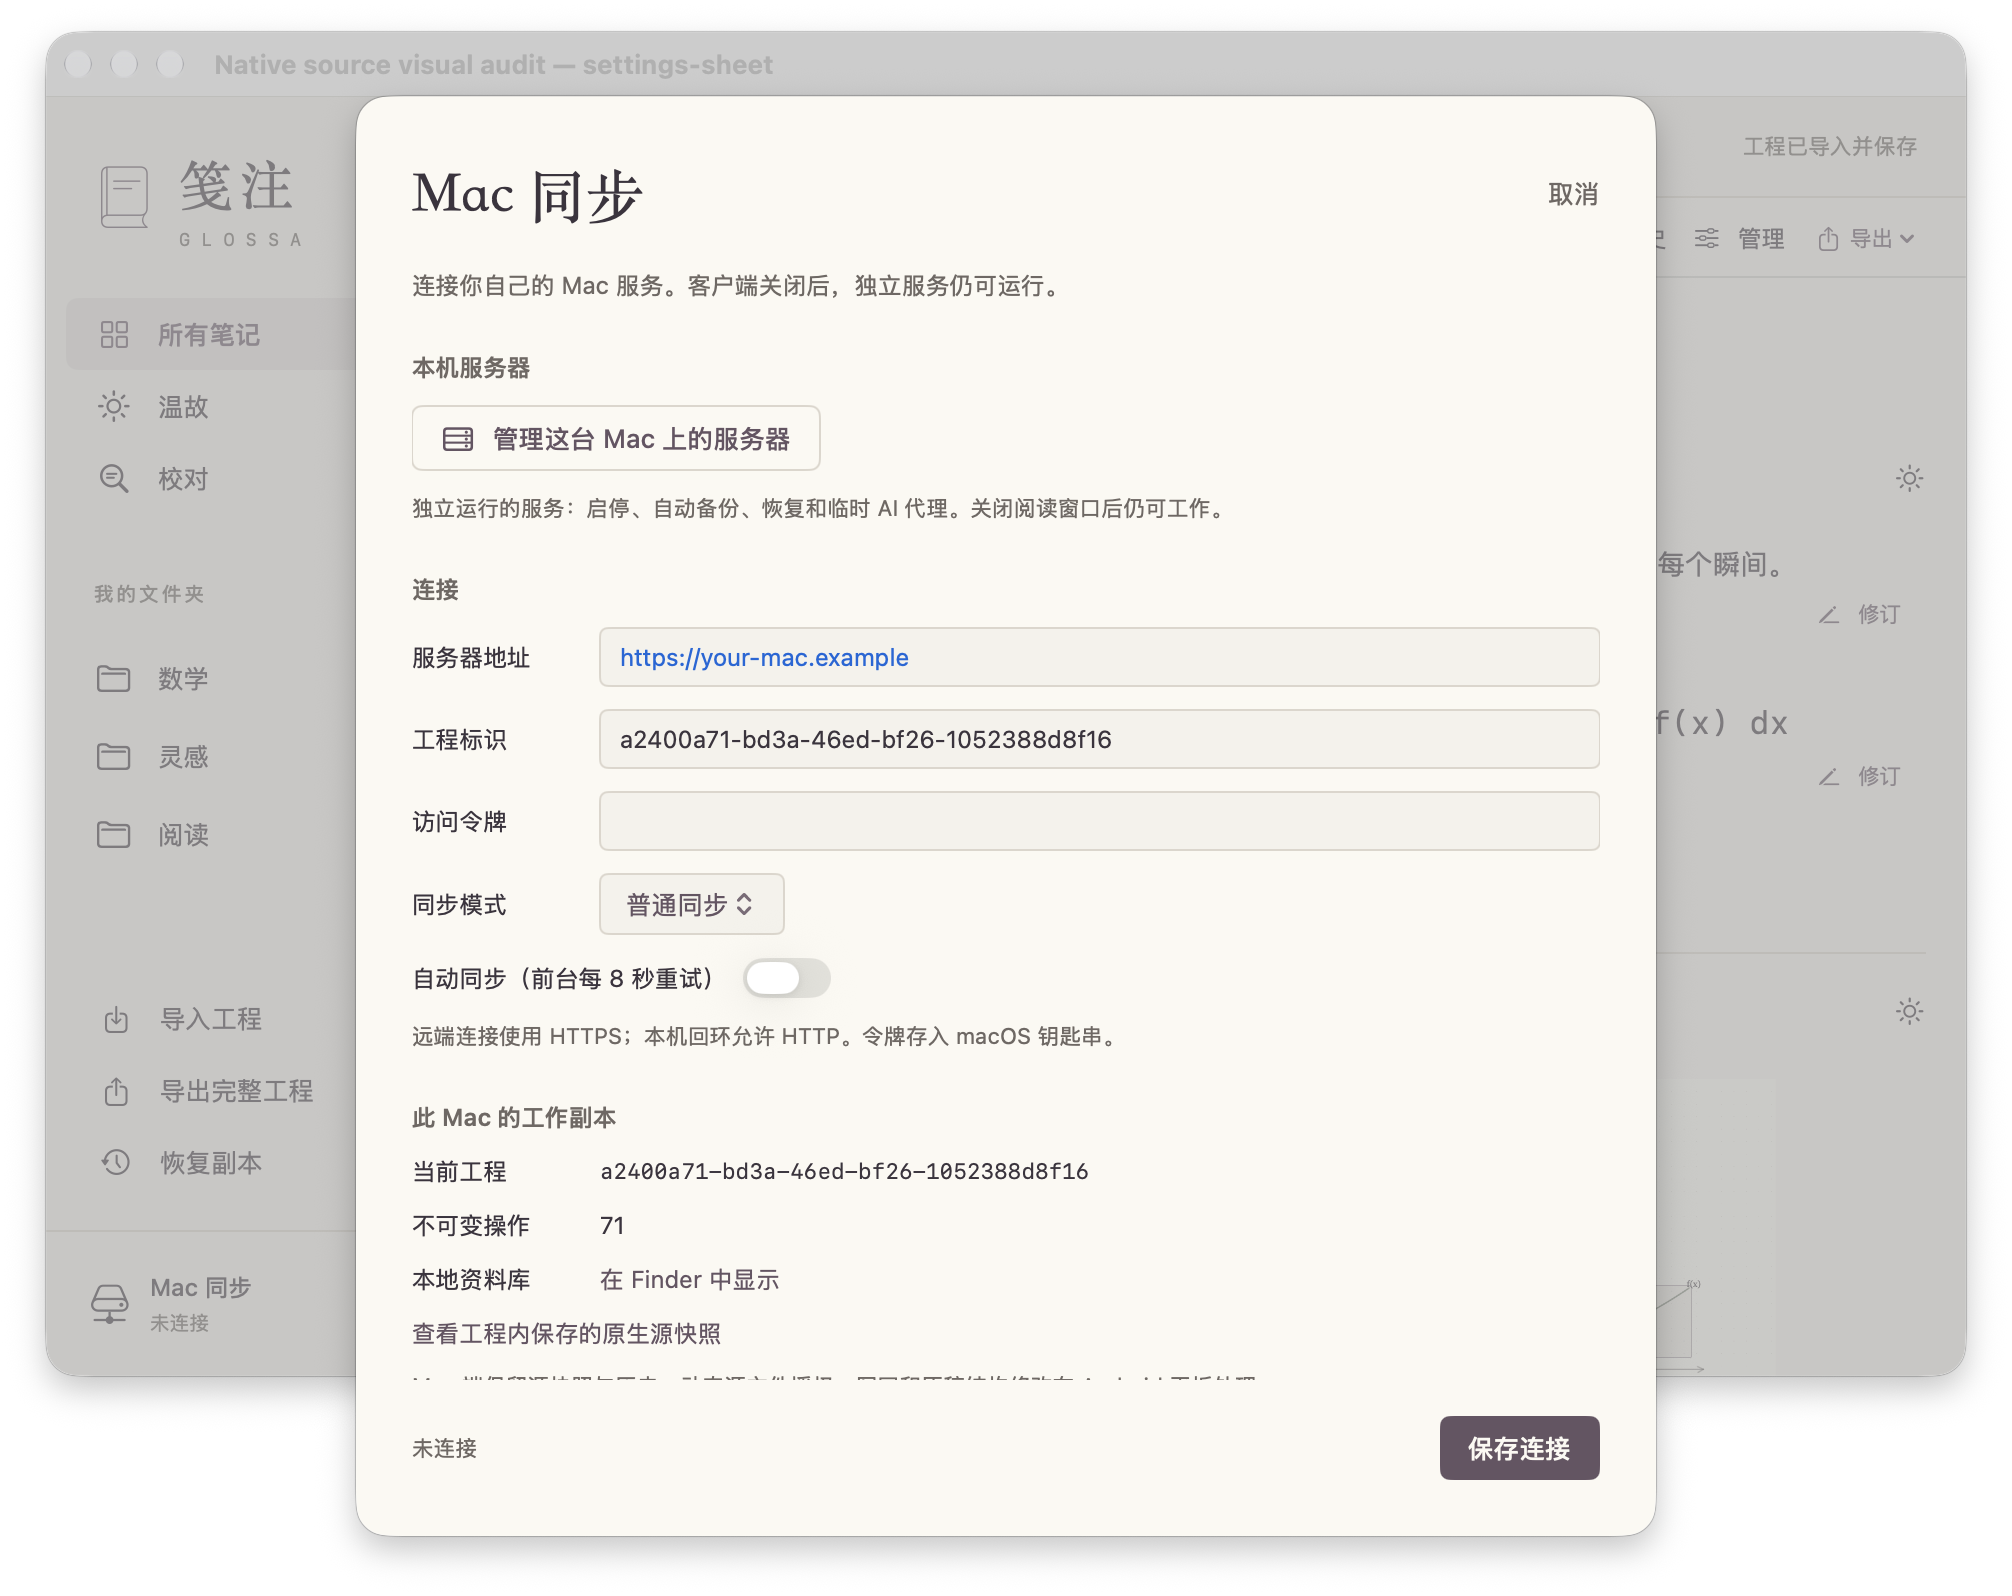 Native source visual audit — settings-sheet
笺注
GLOSSA
所有笔记
温故
校对
我的文件夹
数学
灵感
阅读
导入工程
导出完整工程
恢复副本
Mac 同步
未连接
Mac 同步
取消
连接你自己的 Mac 服务。客户端关闭后，独立服务仍可运行。
本机服务器
管理这台 Mac 上的服务器
独立运行的服务：启停、自动备份、恢复和临时 AI 代理。关闭阅读窗口后仍可工作。
连接
服务器地址 https://your-mac.example
工程标识 a2400a71-bd3a-46ed-bf26-1052388d8f16
访问令牌
同步模式 普通同步
自动同步（前台每 8 秒重试）
远端连接使用 HTTPS；本机回环允许 HTTP。令牌存入 macOS 钥匙串。
此 Mac 的工作副本
当前工程 a2400a71-bd3a-46ed-bf26-1052388d8f16
不可变操作 71
本地资料库 在 Finder 中显示
查看工程内保存的原生源快照
未连接
保存连接
工程已导入并保存
管理 导出
每个瞬间。
修订
f(x) dx
修订
f(x)